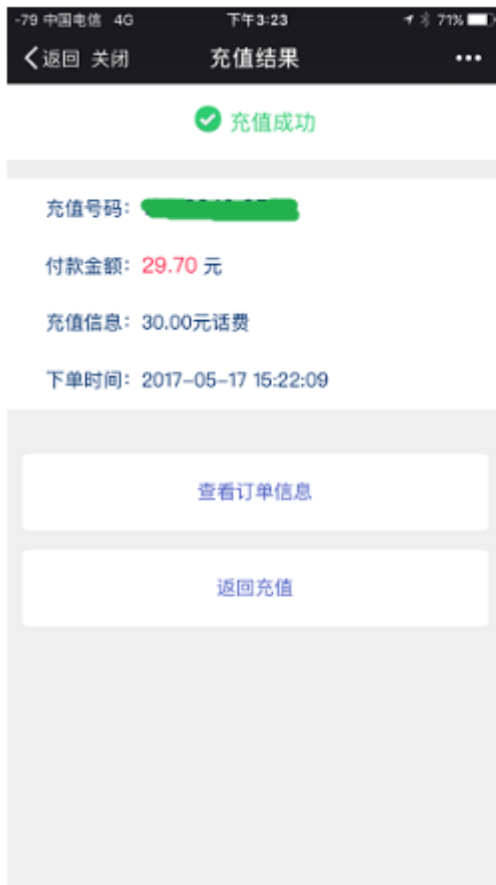 -79 中国电信 4G 下午3:23 71%
返回 关闭 充值结果
充值成功
充值号码：
付款金额：29.70 元
充值信息：30.00元话费
下单时间：2017-05-17 15:22:09
查看订单信息
返回充值